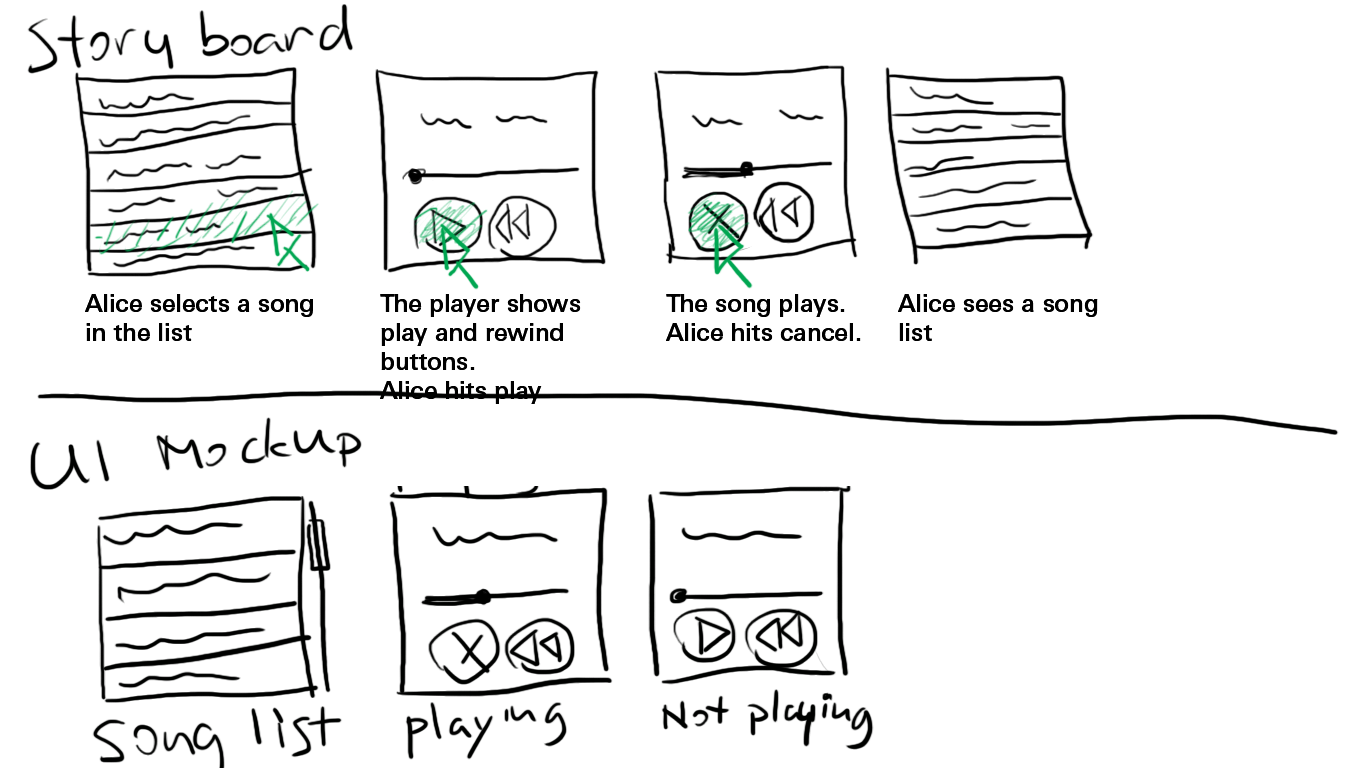 Story board
Alice selects a song
in the list
The player shows
play and rewind
buttons.
Alice hits play
The song plays.
Alice hits cancel.
Alice sees a song
list
UI Mockup
song list
playing
Not playing